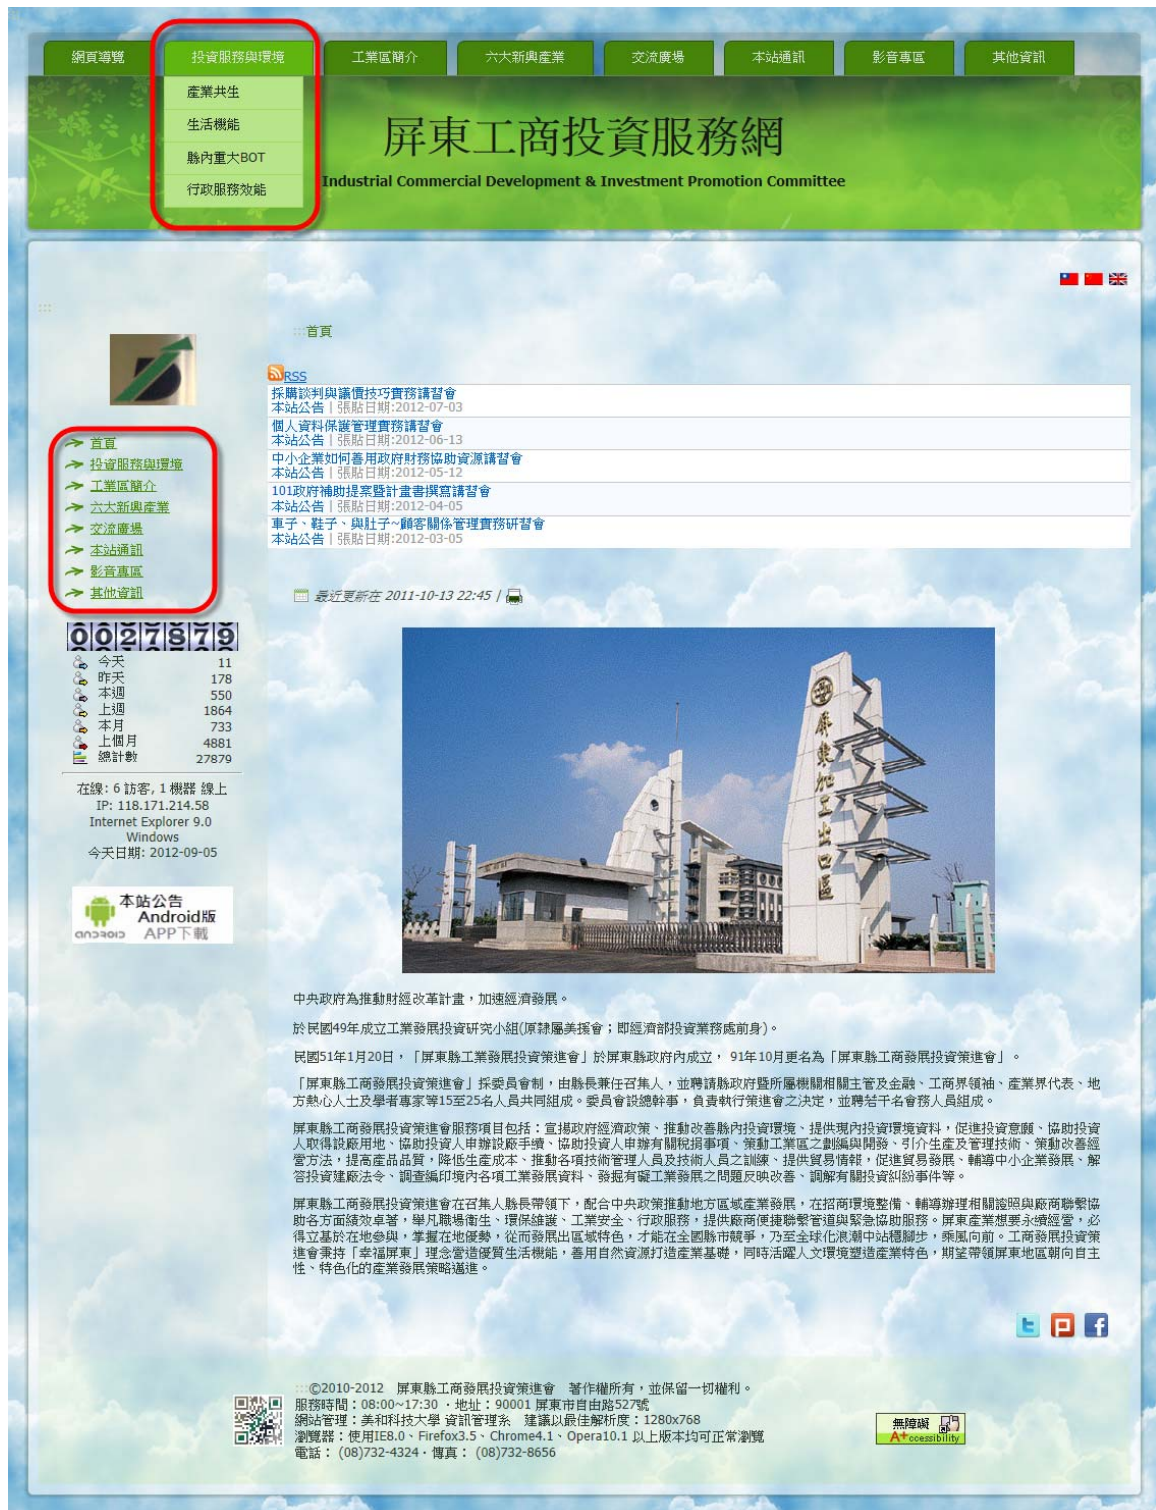 網頁導覽
投資服務與環境
工業區簡介
六大新興產業
交流廣場
本站通訊
影音專區
其他資訊
產業共生
生活機能
縣內重大BOT
行政服務效能
屏東工商投資服務網
Industrial Commercial Development & Investment Promotion Committee
:::
:::首頁
RSS
採購談判與議價技巧實務講習會
本站公告 | 張貼日期:2012-07-03
個人資料保護管理實務講習會
本站公告 | 張貼日期:2012-06-13
中小企業如何善用政府財務協助資源講習會
本站公告 | 張貼日期:2012-05-12
101政府補助提案暨計畫書撰寫講習會
本站公告 | 張貼日期:2012-04-05
車子、鞋子、與肚子~顧客關係管理實務研習會
本站公告 | 張貼日期:2012-03-05
首頁
投資服務與環境
工業區簡介
六大新興產業
交流廣場
本站通訊
影音專區
其他資訊
最近更新在 2011-10-13 22:45 |
0027879
今天 11
昨天 178
本週 550
上週 1864
本月 733
上個月 4881
總計數 27879
在線: 6 訪客, 1 機器 線上
IP: 118.171.214.58
Internet Explorer 9.0
Windows
今天日期: 2012-09-05
本站公告
Android版
APP下載
android
屏東加工出口區
中央政府為推動財經改革計畫，加速經濟發展。
於民國49年成立工業發展投資研究小組(原隸屬美援會；即經濟部投資業務處前身)。
民國51年1月20日，「屏東縣工業發展投資策進會」於屏東縣政府內成立， 91年10月更名為「屏東縣工商發展投資策進會」。
「屏東縣工商發展投資策進會」採委員會制，由縣長兼任召集人，並聘請縣政府暨所屬機關相關主管及金融、工商界領袖、產業界代表、地
方熱心人士及學者專家等15至25名人員共同組成。委員會設總幹事，負責執行策進會之決定，並聘若干名會務人員組成。
屏東縣工商發展投資策進會服務項目包括：宣揚政府經濟政策、推動改善縣內投資環境、提供境內投資環境資料，促進投資意願、協助投資
人取得設廠用地、協助投資人申辦設廠手續、協助投資人申辦有關稅捐事項、策動工業區之劃編與開發、引介生產及管理技術、策動改善經
營方法，提高產品品質，降低生產成本、推動各項技術管理人員及技術人員之訓練、提供貿易情報，促進貿易發展、輔導中小企業發展、解
答投資建廠法令、調查編印境內各項工業發展資料、發掘有礙工業發展之問題反映改善、調解有關投資糾紛事件等。
屏東縣工商發展投資策進會在召集人縣長帶領下，配合中央政策推動地方區域產業發展，在招商環境整備、輔導辦理相關證照與廠商聯繫協
助各方面績效卓著，舉凡職場衛生、環保維護、工業安全、行政服務，提供廠商便捷聯繫管道與緊急協助服務。屏東產業想要永續經營，必
得立基於在地參與，掌握在地優勢，從而發展出區域特色，才能在全國縣市競爭，乃至全球化浪潮中站穩腳步，乘風向前。工商發展投資策
進會秉持「幸福屏東」理念營造優質生活機能，善用自然資源打造產業基礎，同時活躍人文環境塑造產業特色，期望帶領屏東地區朝向自主
性、特色化的產業發展策略邁進。
:::©2010-2012 屏東縣工商發展投資策進會 著作權所有，並保留一切權利。
服務時間：08:00~17:30 ‧地址：90001 屏東市自由路527號
網站管理：美和科技大學 資訊管理系 建議以最佳解析度：1280x768
瀏覽器：使用IE8.0、Firefox3.5、Chrome4.1、Opera10.1 以上版本均可正常瀏覽
電話： (08)732-4324‧傳真： (08)732-8656
無障礙
A+ccessibility